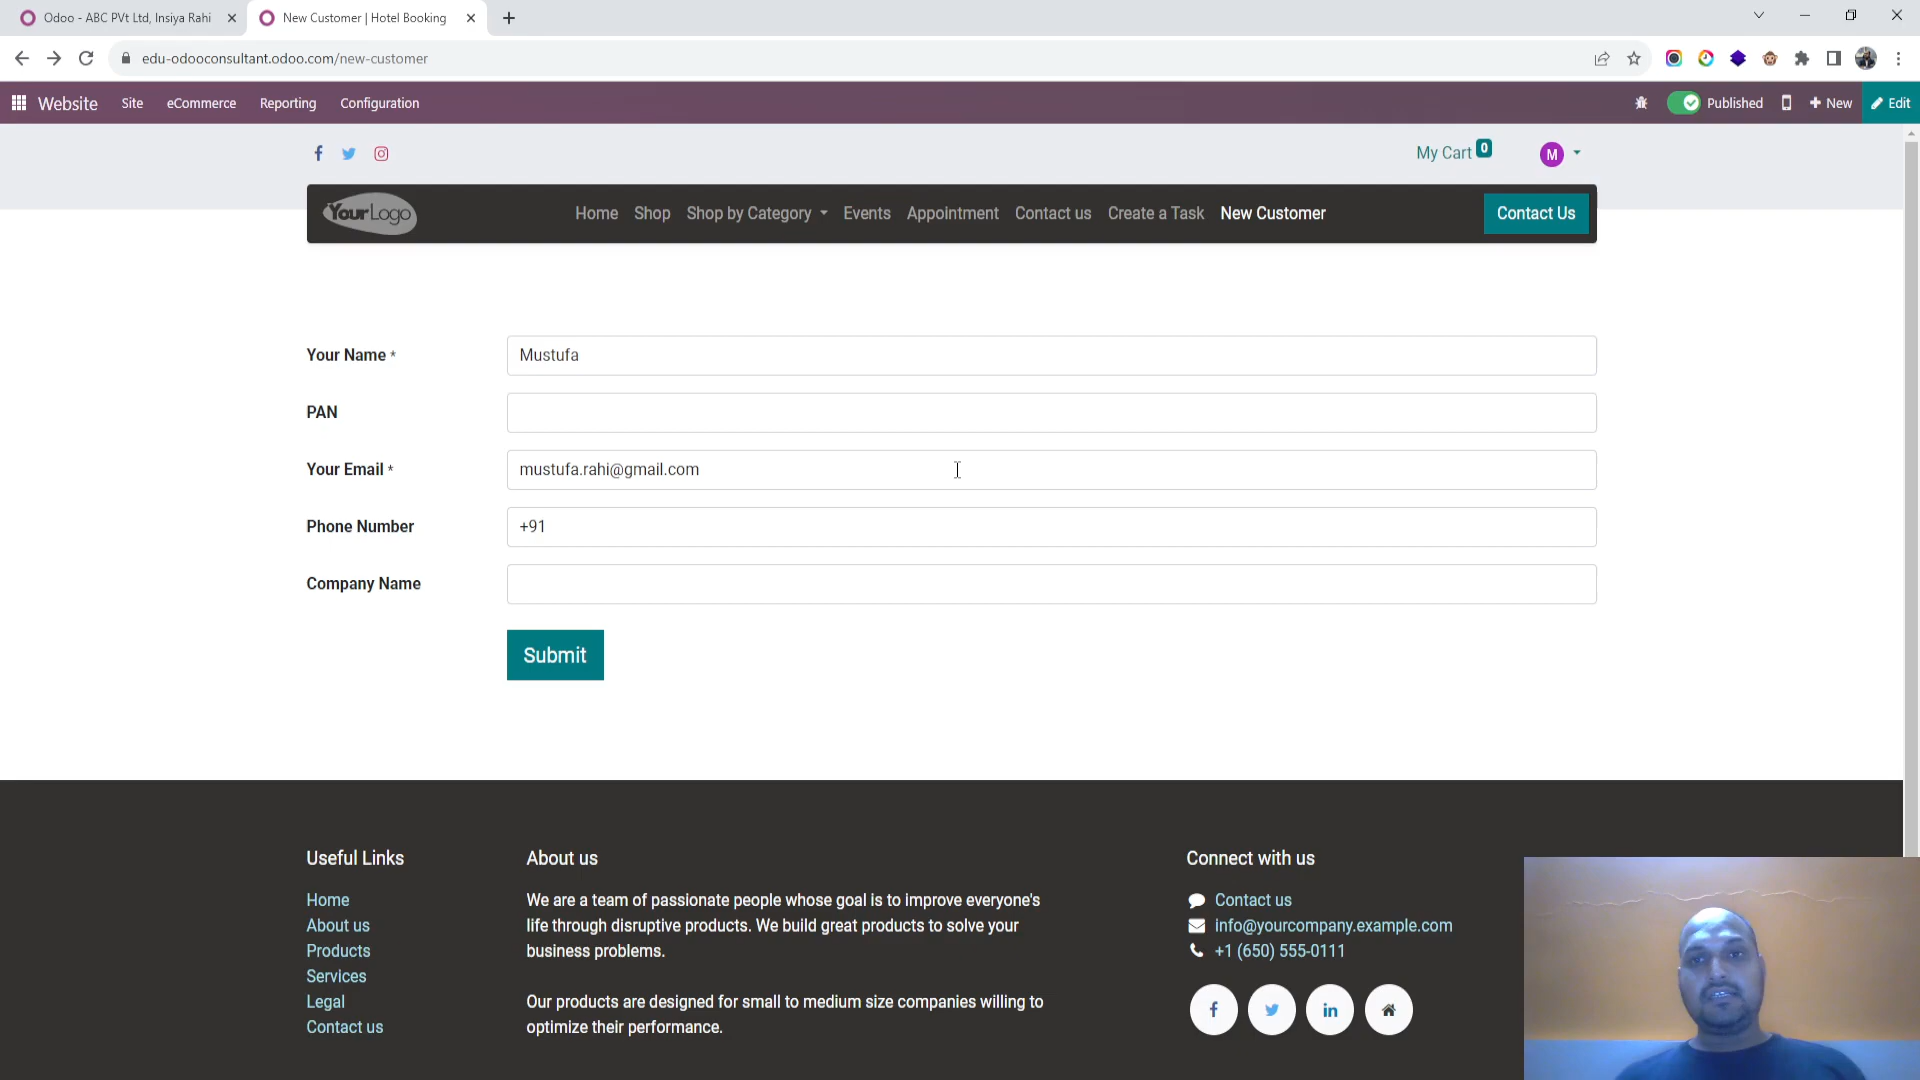 Odoo - ABC PVt Ltd, Insiya Rahi
New Customer | Hotel Booking
edu-odooconsultant.odoo.com/new-customer
Website Site eCommerce Reporting Configuration Published New Edit
My Cart 0 M
YourLogo Home Shop Shop by Category Events Appointment Contact us Create a Task New Customer Contact Us
Your Name * Mustufa
PAN
Your Email * mustufa.rahi@gmail.com
Phone Number +91
Company Name
Submit
Useful Links
Home
About us
Products
Services
Legal
Contact us
About us
We are a team of passionate people whose goal is to improve everyone's
life through disruptive products. We build great products to solve your
business problems.
Our products are designed for small to medium size companies willing to
optimize their performance.
Connect with us
Contact us
info@yourcompany.example.com
+1 (650) 555-0111